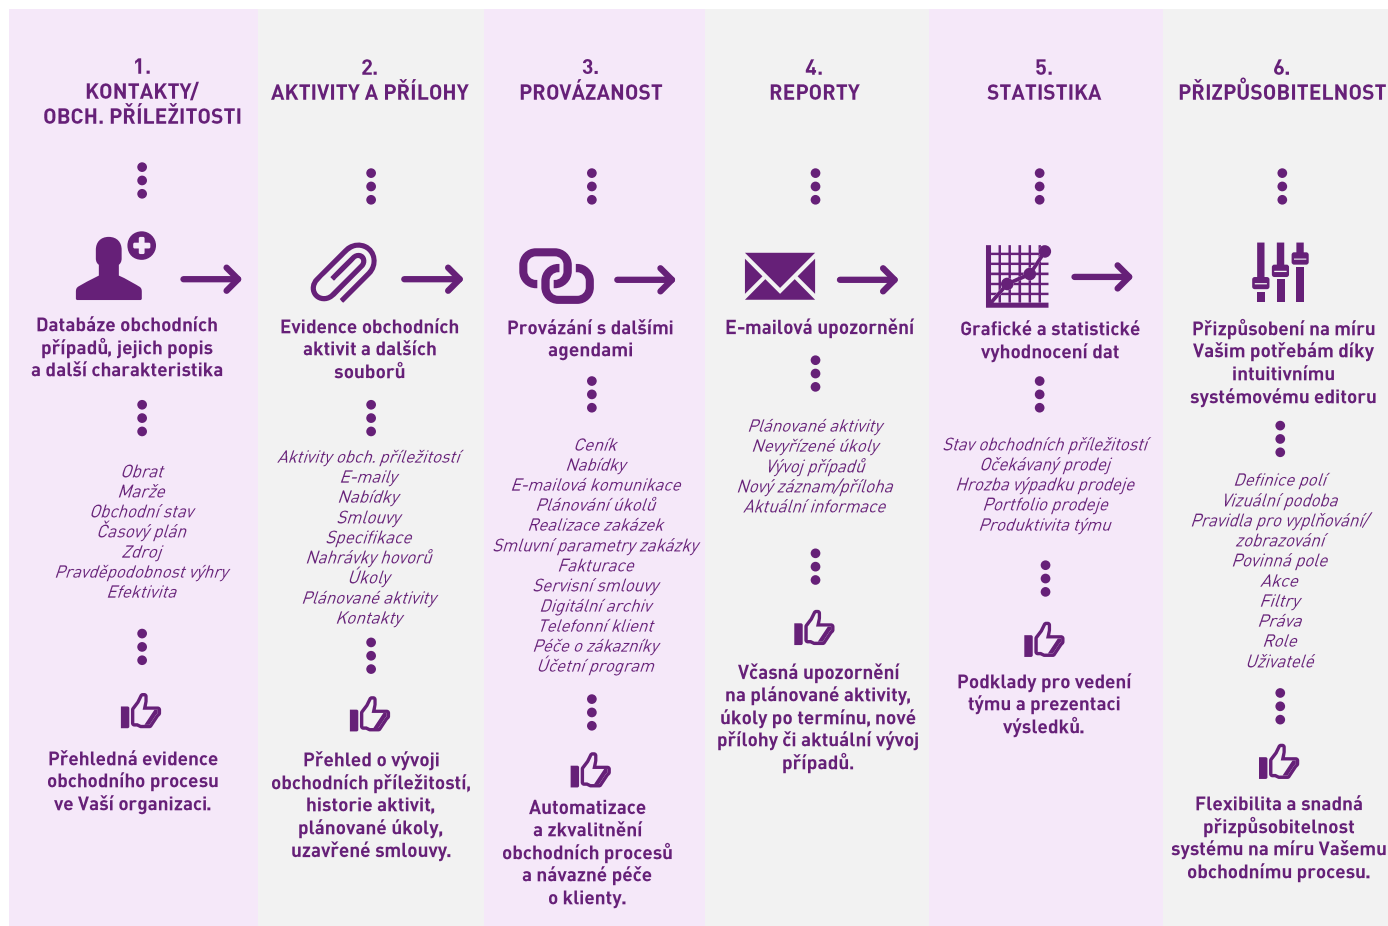 1.
KONTAKTY/
OBCH. PŘÍLEŽITOSTI
Databáze obchodních
případů, jejich popis
a další charakteristika
Obrat
Marže
Obchodní stav
Časový plán
Zdroj
Pravděpodobnost výhry
Efektivita
Přehledná evidence
obchodního procesu
ve Vaší organizaci.
2.
AKTIVITY A PŘÍLOHY
Evidence obchodních
aktivit a dalších
souborů
Aktivity obch. příležitostí
E-maily
Nabídky
Smlouvy
Specifikace
Nahrávky hovorů
Úkoly
Plánované aktivity
Kontakty
Přehled o vývoji
obchodních příležitostí,
historie aktivit,
plánované úkoly,
uzavřené smlouvy.
3.
PROVÁZANOST
Provázání s dalšími
agendami
Ceník
Nabídky
E-mailová komunikace
Plánování úkolů
Realizace zakázek
Smluvní parametry zakázky
Fakturace
Servisní smlouvy
Digitální archiv
Telefonní klient
Péče o zákazníky
Účetní program
Automatizace
a zkvalitnění
obchodních procesů
a návazné péče
o klienty.
4.
REPORTY
E-mailová upozornění
Plánované aktivity
Nevyřízené úkoly
Vývoj případů
Nový záznam/příloha
Aktuální informace
Včasná upozornění
na plánované aktivity,
úkoly po termínu, nové
přílohy či aktuální vývoj
případů.
5.
STATISTIKA
Grafické a statistické
vyhodnocení dat
Stav obchodních příležitostí
Očekávaný prodej
Hrozba výpadku prodeje
Portfolio prodeje
Produktivita týmu
Podklady pro vedení
týmu a prezentaci
výsledků.
6.
PŘIZPŮSOBITELNOST
Přizpůsobení na míru
Vašim potřebám díky
intuitivnímu
systémovému editoru
Definice polí
Vizuální podoba
Pravidla pro vyplňování/
zobrazování
Povinná pole
Akce
Filtry
Práva
Role
Uživatelé
Flexibilita a snadná
přizpůsobitelnost
systému na míru Vašemu
obchodnímu procesu.